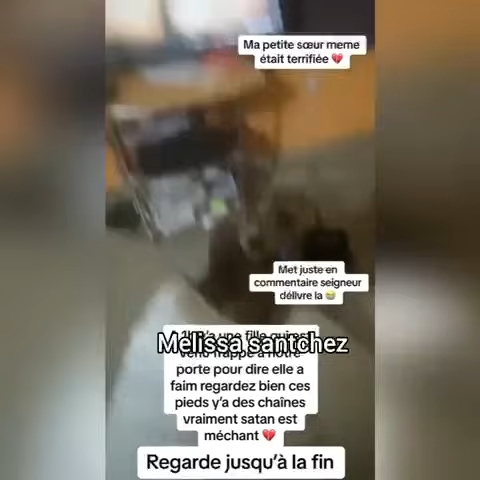 Ma petite sœur meme
était terrifiée 💔
Met juste en
commentaire seigneur
délivre la 😂
Mélissa santchez
porte pour dire elle a
faim regardez bien ces
pieds y'a des chaînes
vraiment satan est
méchant 💔
Regarde jusqu'à la fin